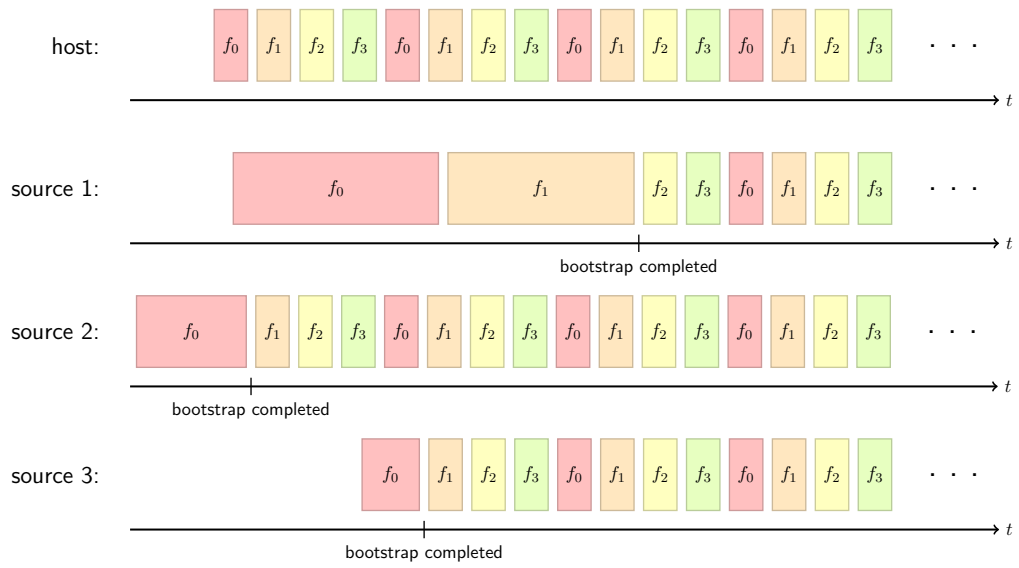 host: f₀ f₁ f₂ f₃ f₀ f₁ f₂ f₃ f₀ f₁ f₂ f₃ f₀ f₁ f₂ f₃ . . .
t
source 1: f₀ f₁ f₂ f₃ f₀ f₁ f₂ f₃ . . .
t
bootstrap completed
source 2: f₀ f₁ f₂ f₃ f₀ f₁ f₂ f₃ f₀ f₁ f₂ f₃ f₀ f₁ f₂ f₃ . . .
t
bootstrap completed
source 3: f₀ f₁ f₂ f₃ f₀ f₁ f₂ f₃ f₀ f₁ f₂ f₃ . . .
t
bootstrap completed